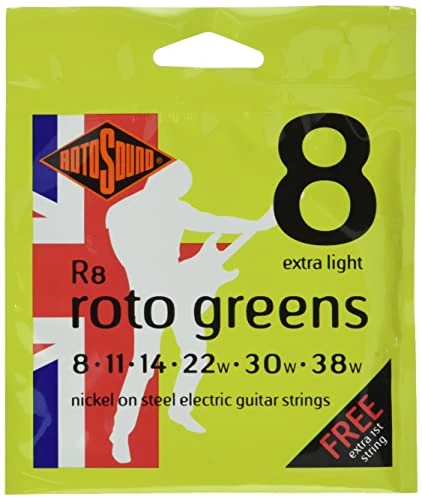 ROTOSOUND
8
extra light
R8
roto greens
8·11·14·22w·30w·38w
nickel on steel electric guitar strings
FREE
extra 1st
string